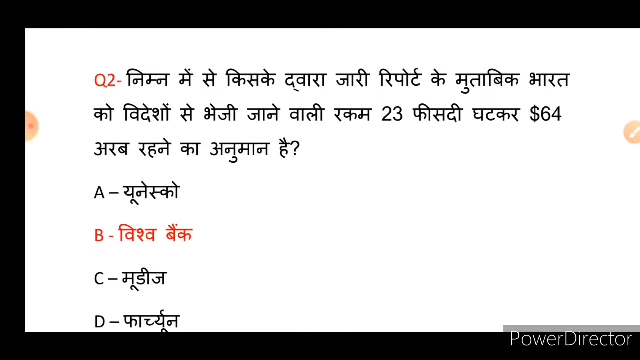 Q2- निम्न में से किसके द्वारा जारी रिपोर्ट के मुताबिक भारत
को विदेशों से भेजी जाने वाली रकम 23 फीसदी घटकर $64
अरब रहने का अनुमान है?
A – यूनेस्को
B - विश्व बैंक
C – मूडीज
D – फार्च्यून
PowerDirector